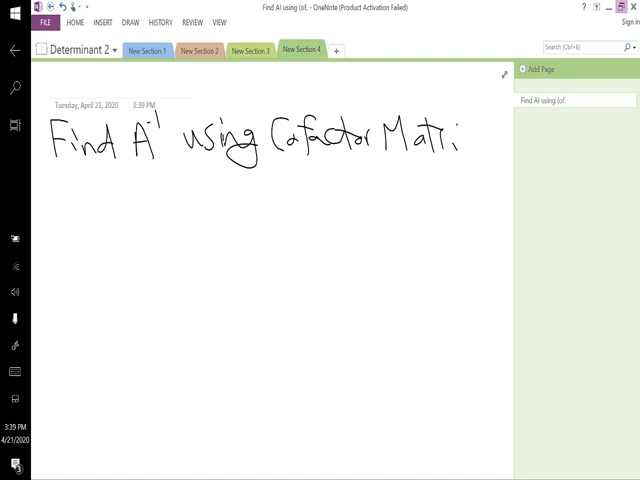 Find AI using (of. - OneNote (Product Activation Failed)
FILE HOME INSERT DRAW HISTORY REVIEW VIEW Sign in
Determinant 2 New Section 1 New Section 2 New Section 3 New Section 4 + Search (Ctrl+E)
Add Page
Find AI using (of.
Tuesday, April 21, 2020 3:39 PM
Find A⁻¹ using Cofactor Matri
3:39 PM
4/21/2020
3